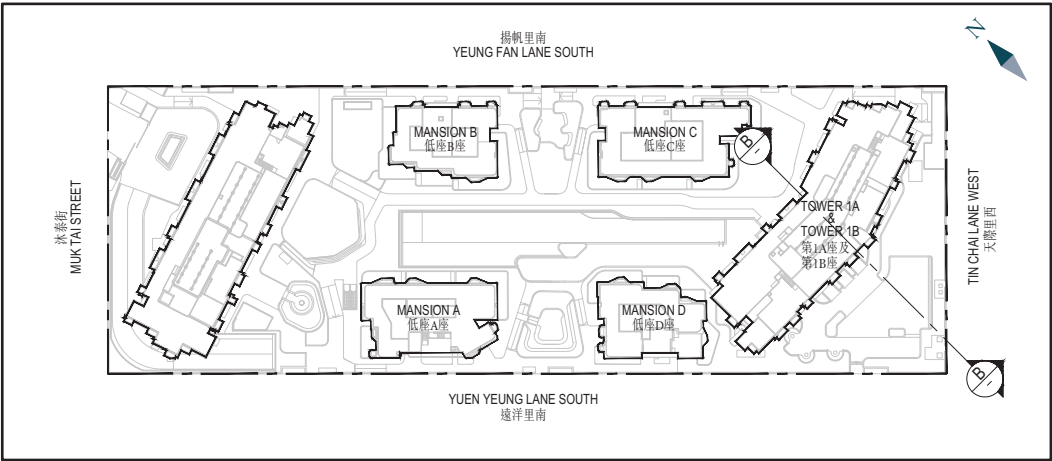 揚帆里南
YEUNG FAN LANE SOUTH
N
MANSION B
低座B座
MANSION C
低座C座
B
沐泰街
MUK TAI STREET
TOWER 1A
&
TOWER 1B
第1A座及
第1B座
TIN CHAI LANE WEST
天際里西
MANSION A
低座A座
MANSION D
低座D座
B
YUEN YEUNG LANE SOUTH
遠洋里南